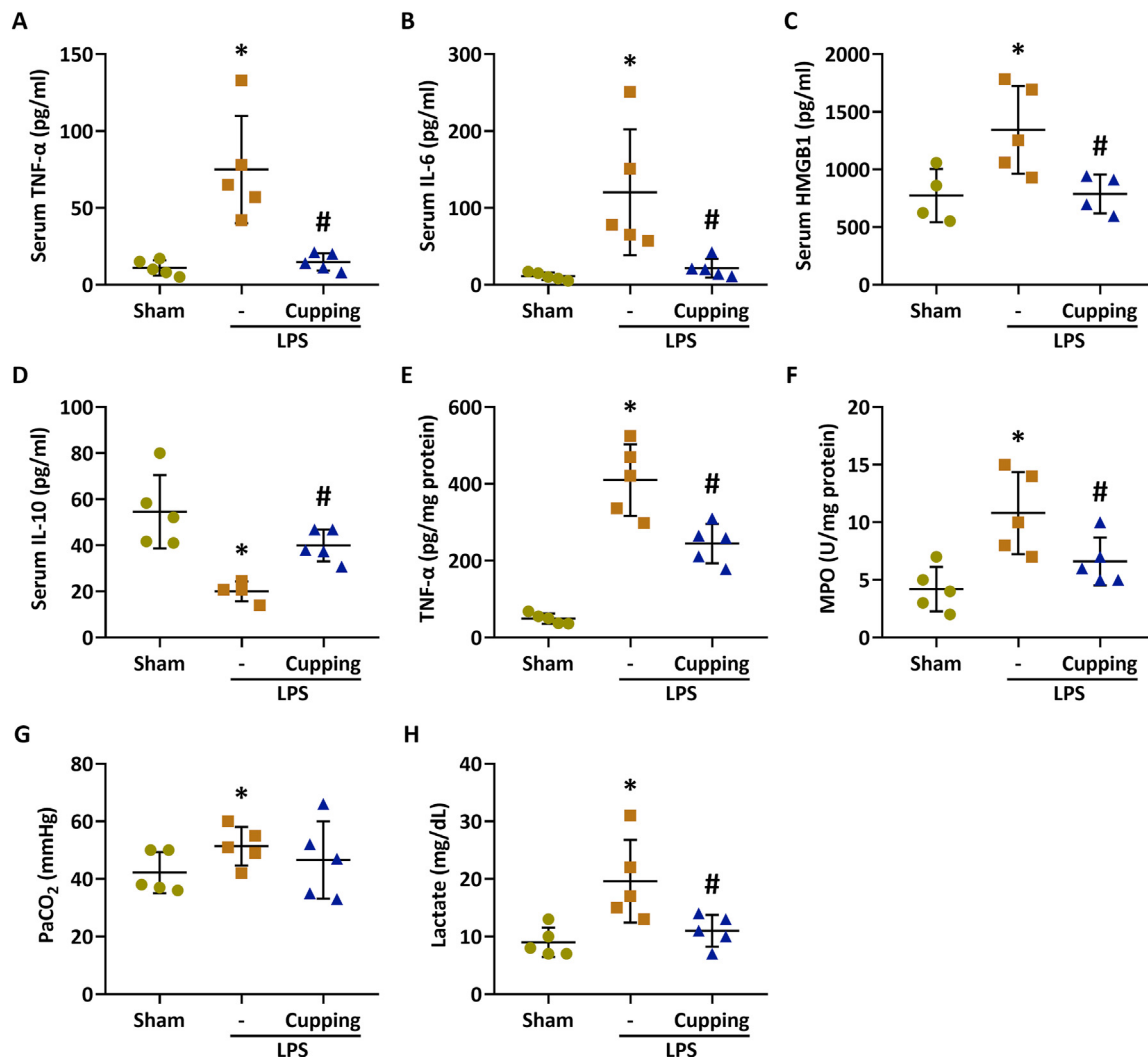 A
Serum TNF-α (pg/ml)
150
100
50
0
*
#
Sham
-
Cupping
LPS
B
Serum IL-6 (pg/ml)
300
200
100
0
*
#
Sham
-
Cupping
LPS
C
Serum HMGB1 (pg/ml)
2000
1500
1000
500
0
*
#
Sham
-
Cupping
LPS
D
Serum IL-10 (pg/ml)
100
80
60
40
20
0
*
#
Sham
-
Cupping
LPS
E
TNF-α (pg/mg protein)
600
400
200
0
*
#
Sham
-
Cupping
LPS
F
MPO (U/mg protein)
20
15
10
5
0
*
#
Sham
-
Cupping
LPS
G
PaCO₂ (mmHg)
80
60
40
20
0
*
Sham
-
Cupping
LPS
H
Lactate (mg/dL)
40
30
20
10
0
*
#
Sham
-
Cupping
LPS